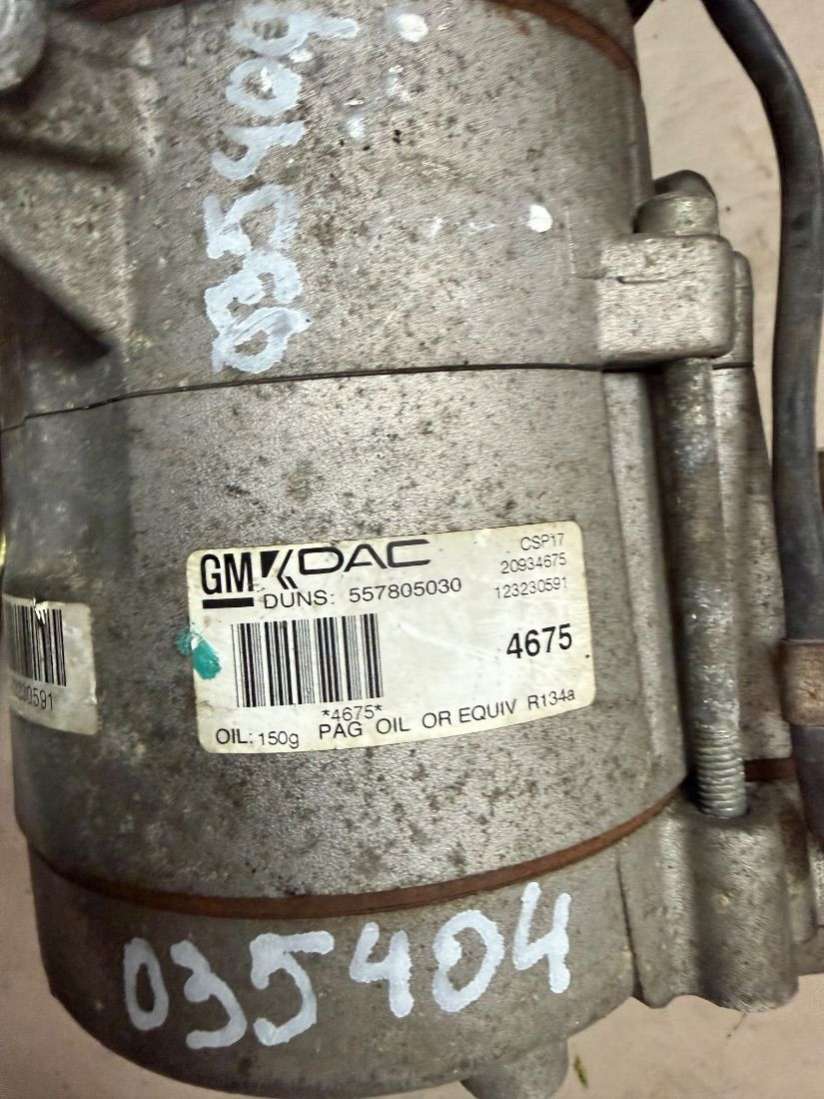 035404
GM DAC
DUNS: 557805030
CSP17
20934675
123230591
4675
*4675*
OIL: 150g PAG OIL OR EQUIV R134a
035404